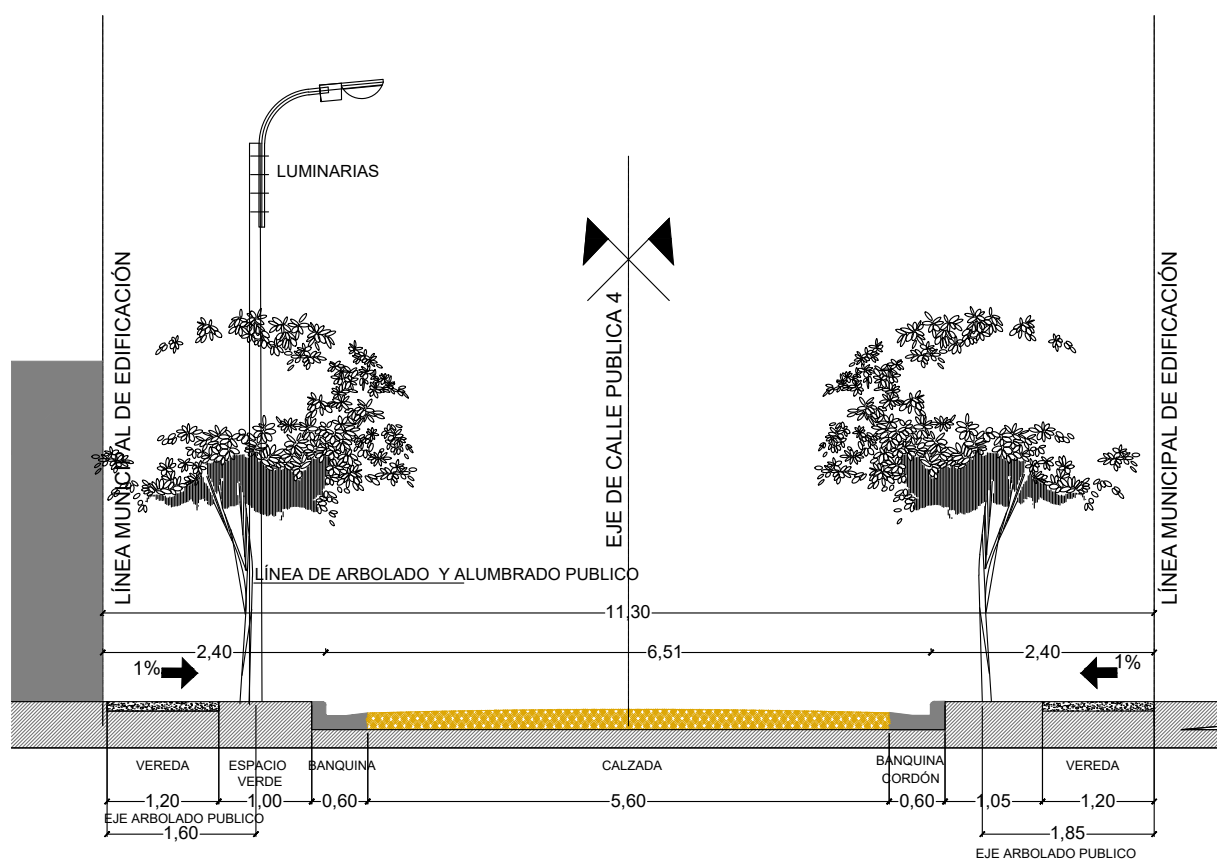 LUMINARIAS
LÍNEA MUNICIPAL DE EDIFICACIÓN
EJE DE CALLE PUBLICA 4
LÍNEA MUNICIPAL DE EDIFICACIÓN
LÍNEA DE ARBOLADO Y ALUMBRADO PUBLICO
11,30
2,40
6,51
2,40
1%
1%
VEREDA
ESPACIO
VERDE
BANQUINA
CALZADA
BANQUINA
CORDÓN
VEREDA
1,20
1,00
0,60
5,60
0,60
1,05
1,20
EJE ARBOLADO PUBLICO
1,60
1,85
EJE ARBOLADO PUBLICO